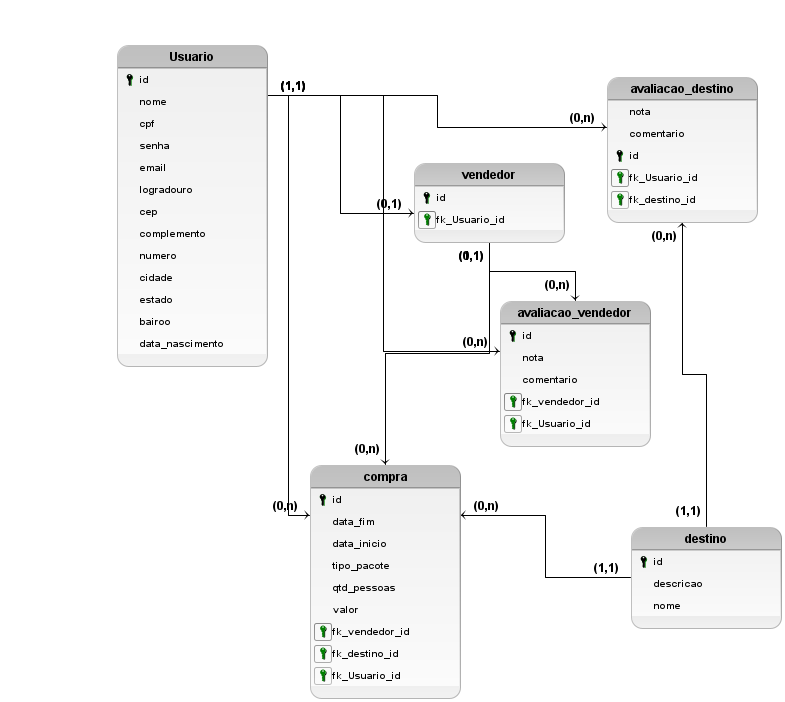 Usuario
id
nome
cpf
senha
email
logradouro
cep
complemento
numero
cidade
estado
bairoo
data_nascimento
(1,1)
(0,n)
avaliacao_destino
nota
comentario
id
fk_Usuario_id
fk_destino_id
(0,n)
(0,1)
vendedor
id
fk_Usuario_id
(0,1)
(0,n)
(0,n)
avaliacao_vendedor
id
nota
comentario
fk_vendedor_id
fk_Usuario_id
(0,n)
(0,n)
compra
id
data_fim
data_inicio
tipo_pacote
qtd_pessoas
valor
fk_vendedor_id
fk_destino_id
fk_Usuario_id
(0,n)
(1,1)
(1,1)
destino
id
descricao
nome